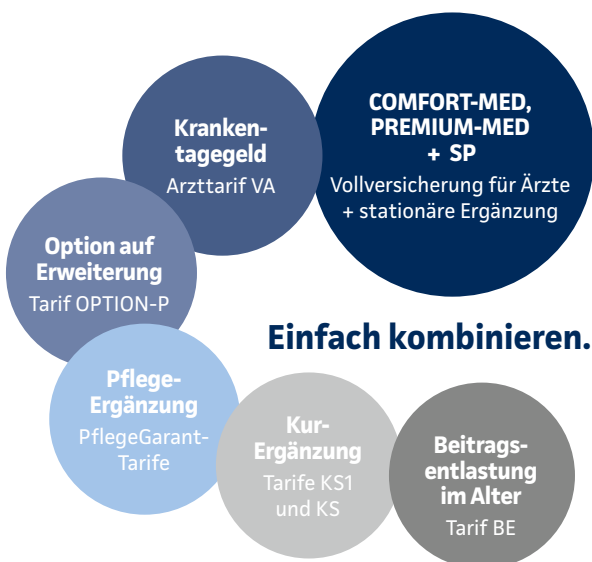 COMFORT-MED,
PREMIUM-MED
+ SP
Vollversicherung für Ärzte
+ stationäre Ergänzung
Kranken-
tagegeld
Arzttarif VA
Option auf
Erweiterung
Tarif OPTION-P
Einfach kombinieren.
Pflege-
Ergänzung
PflegeGarant-
Tarife
Kur-
Ergänzung
Tarife KS1
und KS
Beitrags-
entlastung
im Alter
Tarif BE